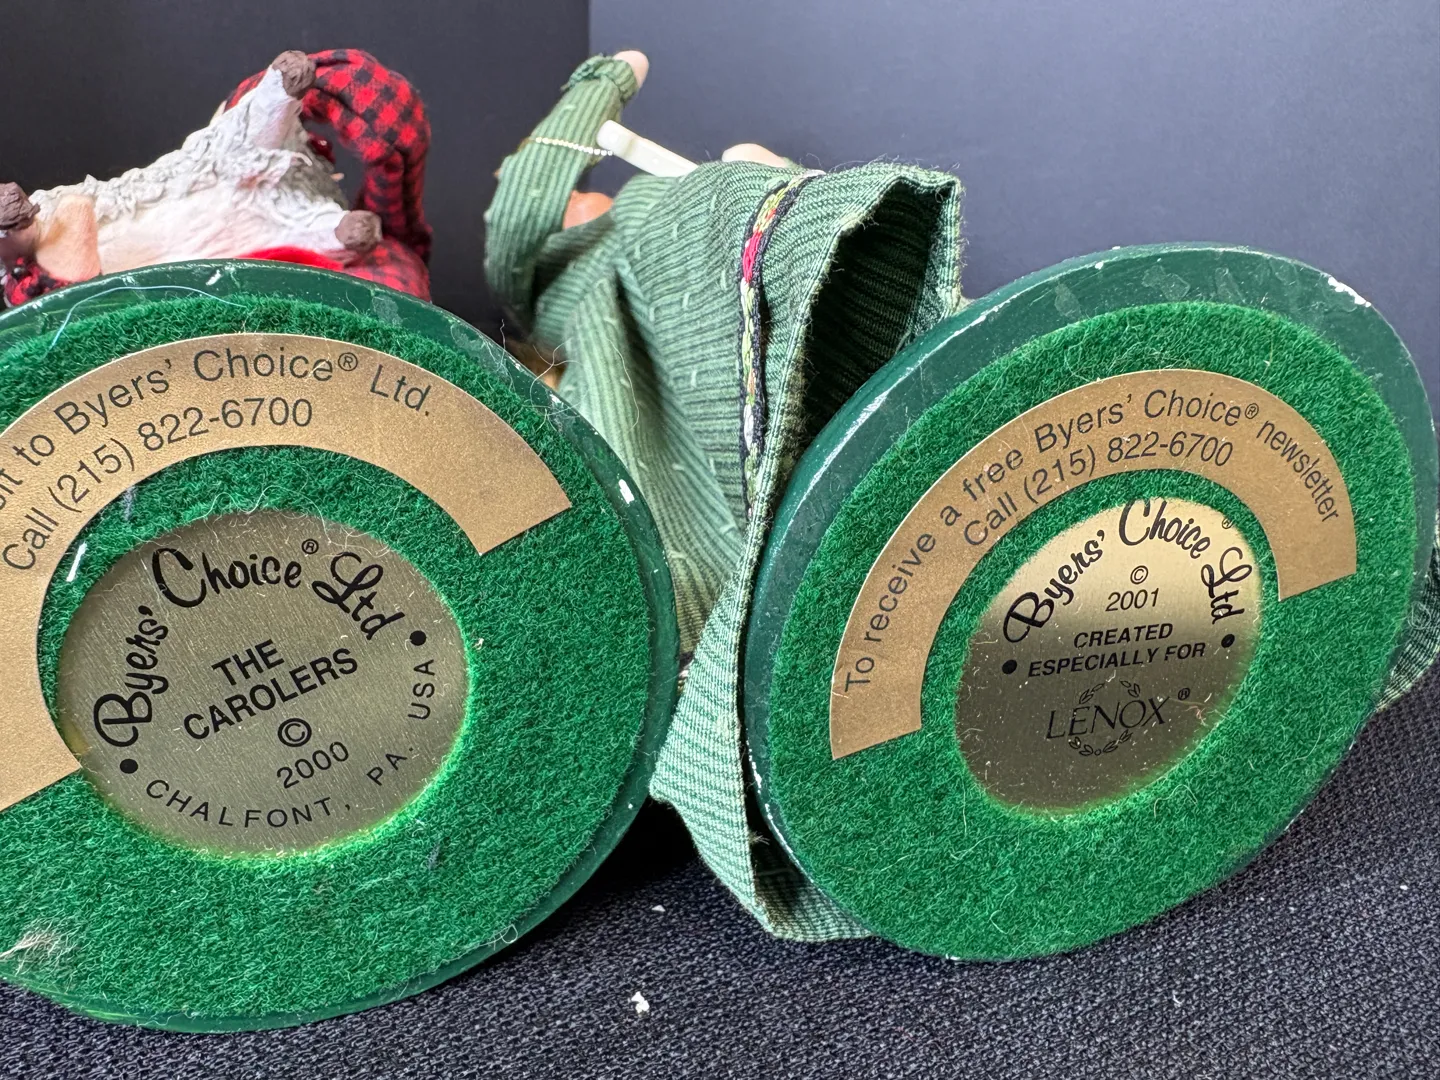 to Byers' Choice® Ltd.
Call (215) 822-6700
Byers' Choice® Ltd
THE
CAROLERS
©
2000
CHALFONT, PA. USA
To receive a free Byers' Choice® newsletter
Call (215) 822-6700
Byers' Choice® Ltd
©
2001
CREATED
• ESPECIALLY FOR •
LENOX®